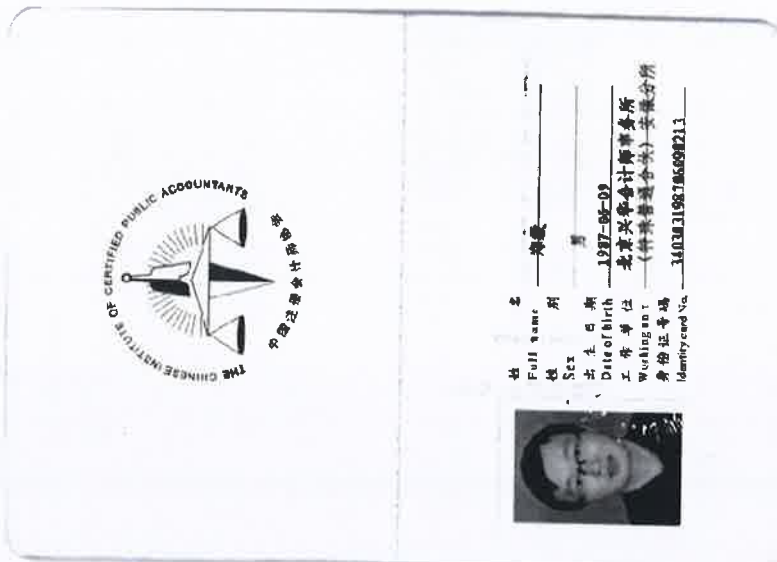 THE CHINESE INSTITUTE OF CERTIFIED PUBLIC ACCOUNTANTS
中国注册会计师协会
姓 名
Full name
性 别 男
Sex
出生日期 1987-06-09
Date of birth
工作单位 北京兴华会计师事务所
Working unit (特殊普通合伙)安徽分所
身份证号码
Identity card No.